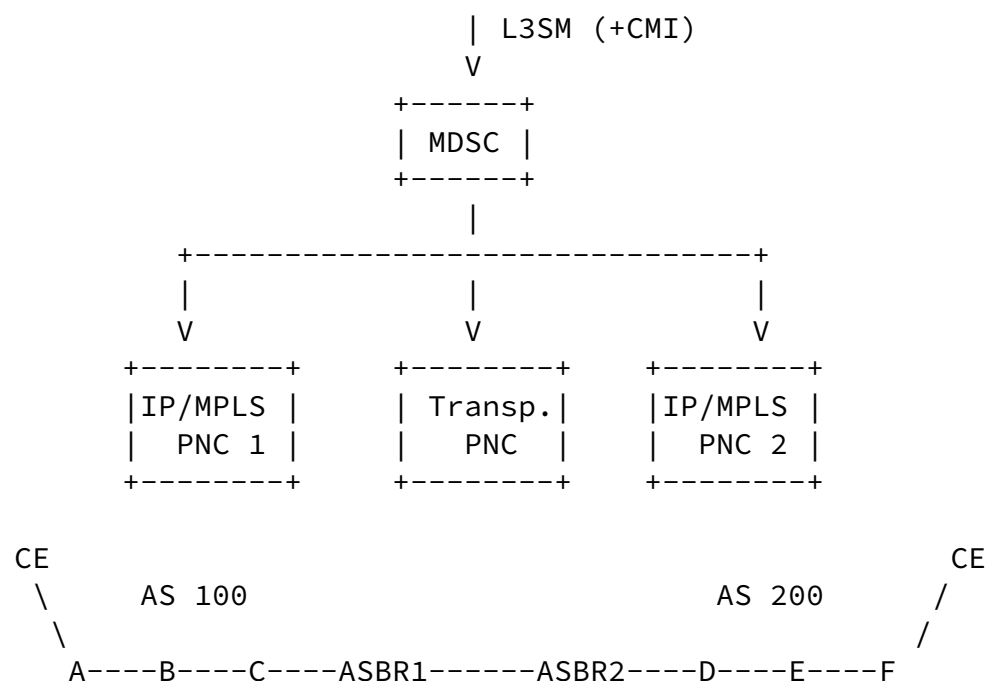 | L3SM (+CMI)
V
+------+
| MDSC |
+------+
|
+-------------------------------+
| | |
V V V
+--------+ +--------+ +--------+
|IP/MPLS | | Transp.| |IP/MPLS |
| PNC 1 | | PNC | | PNC 2 |
+--------+ +--------+ +--------+
CE CE
\ AS 100 AS 200 /
\ /
A----B----C----ASBR1------ASBR2----D----E----F